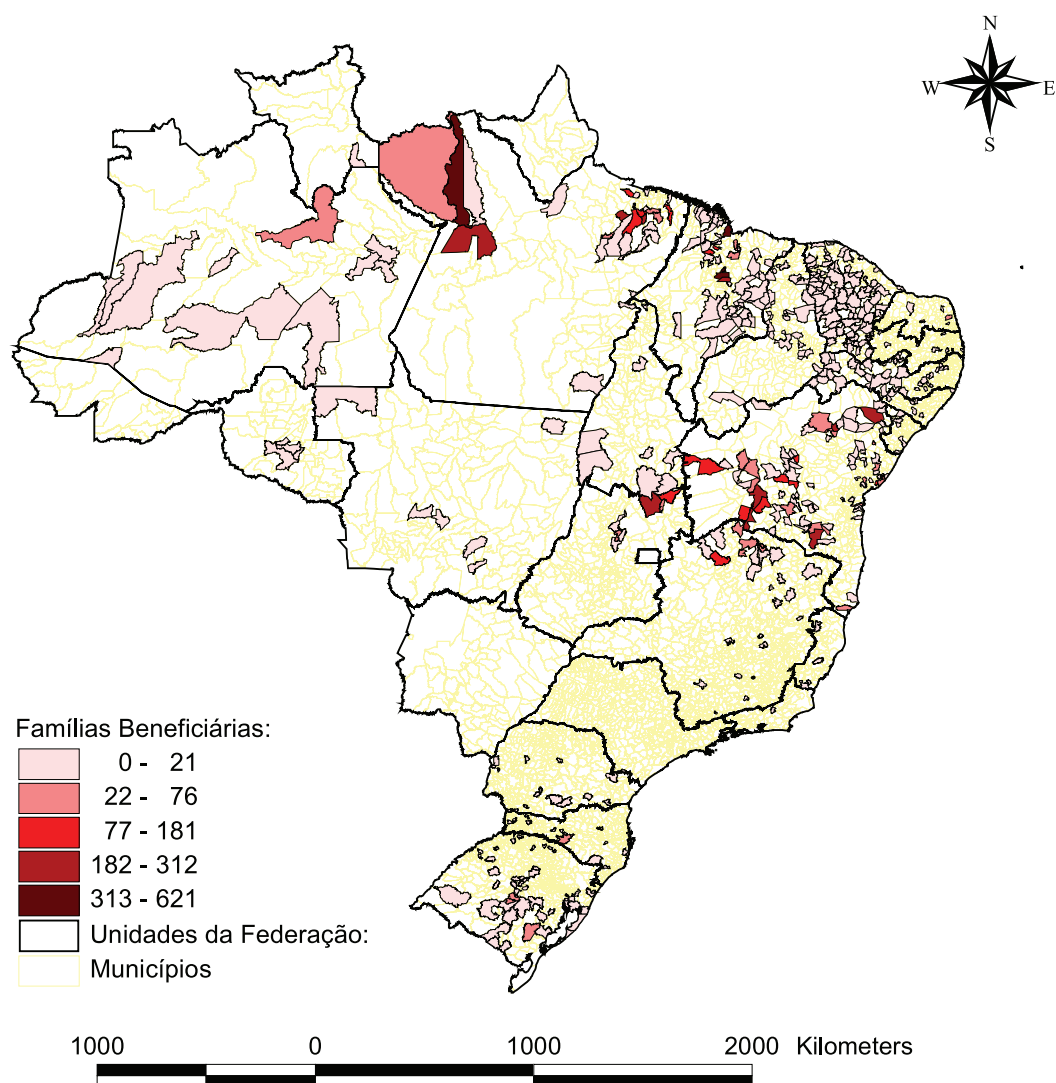 N
W E
S
Famílias Beneficiárias:
0 - 21
22 - 76
77 - 181
182 - 312
313 - 621
Unidades da Federação:
Municípios
1000 0 1000 2000 Kilometers